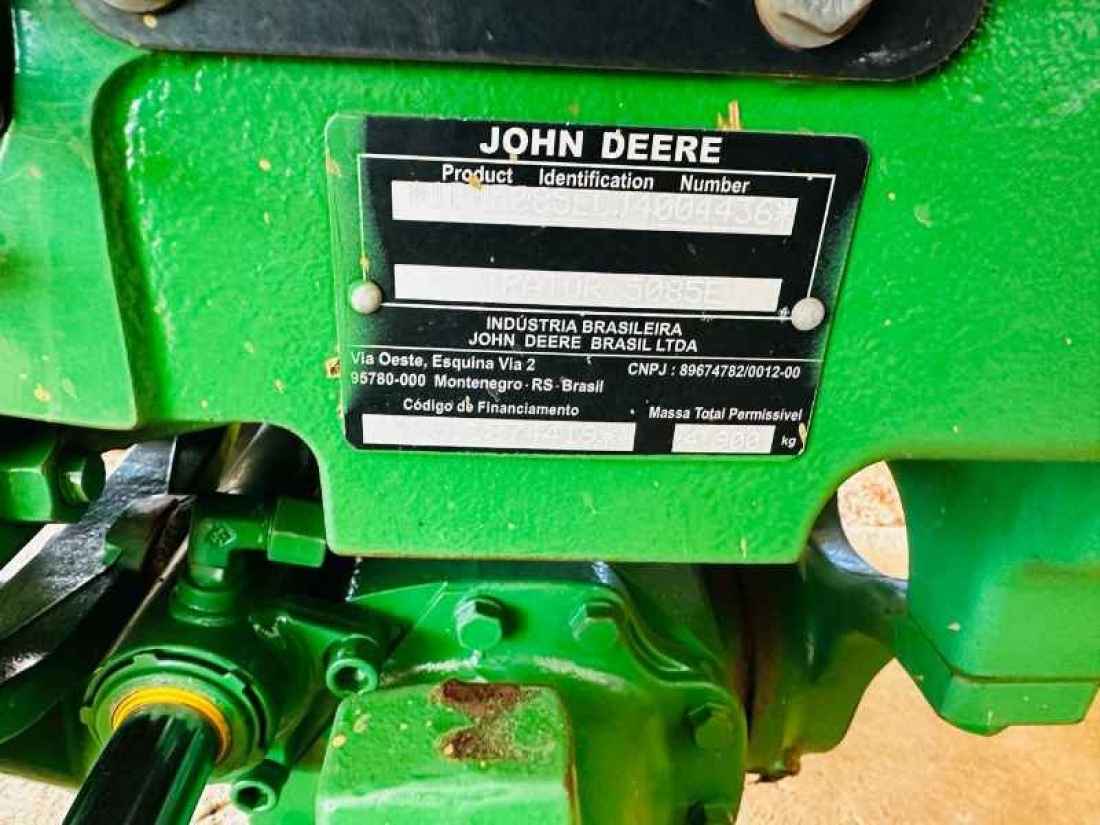 JOHN DEERE
Product Identification Number
5085E
INDÚSTRIA BRASILEIRA
JOHN DEERE BRASIL LTDA
Via Oeste, Esquina Via 2
CNPJ : 89674782/0012-00
95780-000 Montenegro - RS - Brasil
Código de Financiamento
Massa Total Permissível
kg